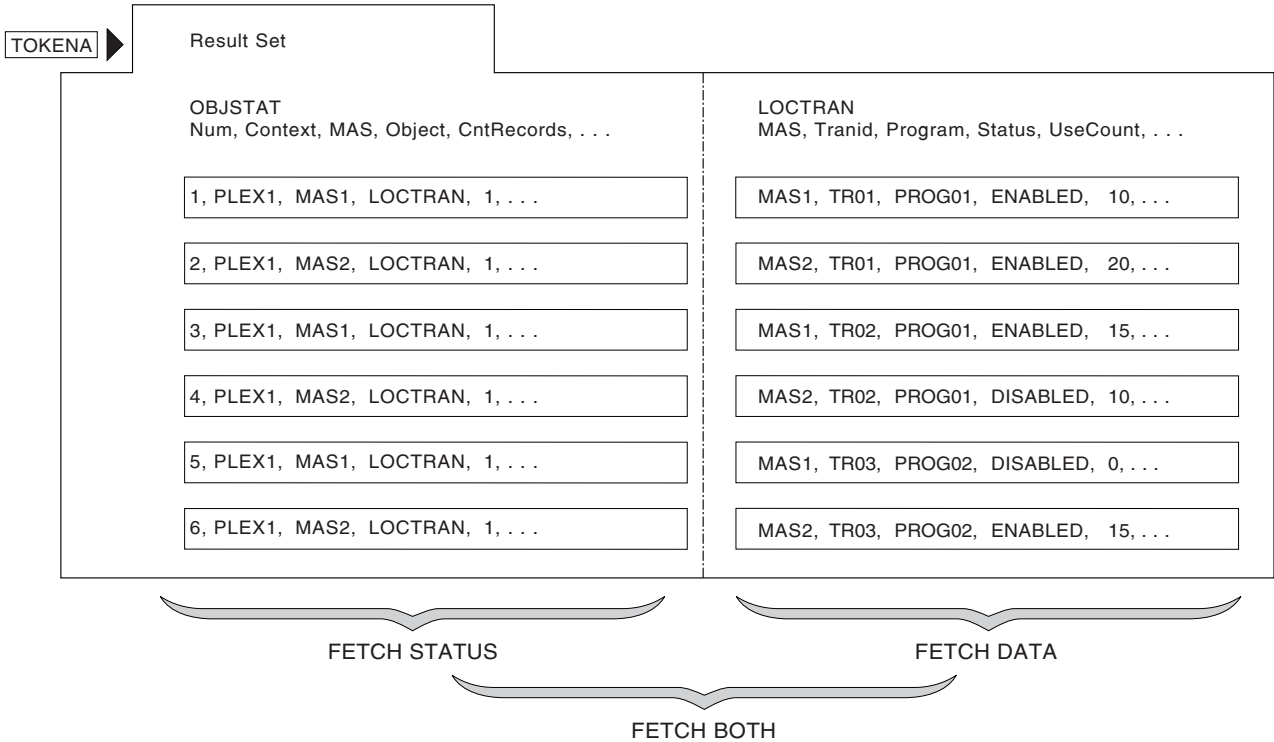 TOKENA
Result Set
OBJSTAT
Num, Context, MAS, Object, CntRecords, . . .
LOCTRAN
MAS, Tranid, Program, Status, UseCount, . . .
1, PLEX1, MAS1, LOCTRAN, 1, . . .
MAS1, TR01, PROG01, ENABLED, 10, . . .
2, PLEX1, MAS2, LOCTRAN, 1, . . .
MAS2, TR01, PROG01, ENABLED, 20, . . .
3, PLEX1, MAS1, LOCTRAN, 1, . . .
MAS1, TR02, PROG01, ENABLED, 15, . . .
4, PLEX1, MAS2, LOCTRAN, 1, . . .
MAS2, TR02, PROG01, DISABLED, 10, . . .
5, PLEX1, MAS1, LOCTRAN, 1, . . .
MAS1, TR03, PROG02, DISABLED, 0, . . .
6, PLEX1, MAS2, LOCTRAN, 1, . . .
MAS2, TR03, PROG02, ENABLED, 15, . . .
FETCH STATUS
FETCH DATA
FETCH BOTH